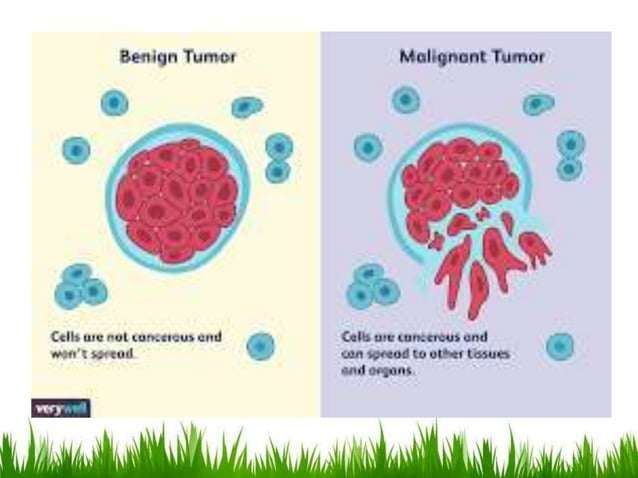 Benign Tumor
Malignant Tumor
Cells are not cancerous and
won't spread.
Cells are cancerous and
can spread to other tissues
and organs.
verywell